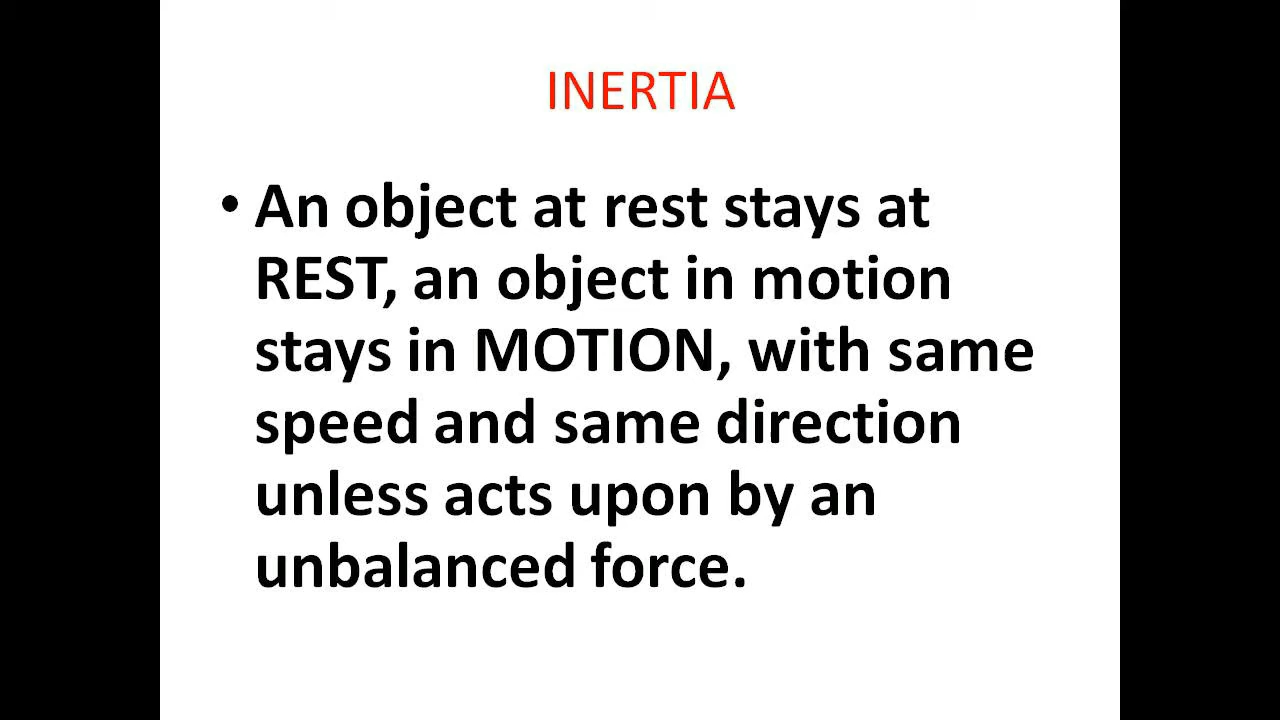 INERTIA
• An object at rest stays at
REST, an object in motion
stays in MOTION, with same
speed and same direction
unless acts upon by an
unbalanced force.